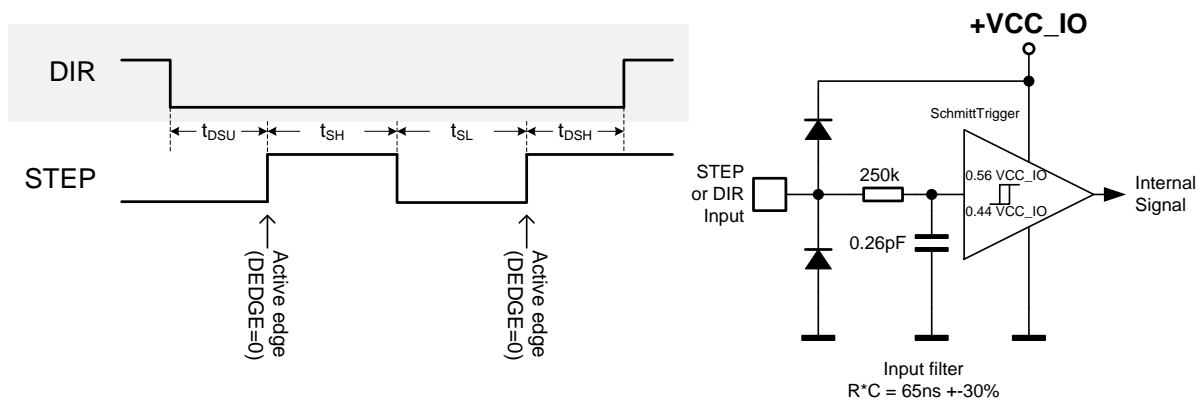 DIR
tDSU
tSH
tSL
tDSH
STEP
Active edge
(DEDGE=0)
Active edge
(DEDGE=0)
+VCC_IO
SchmittTrigger
0.56 VCC_IO
0.44 VCC_IO
STEP
or DIR
Input
250k
0.26pF
Internal
Signal
Input filter
R*C = 65ns +-30%